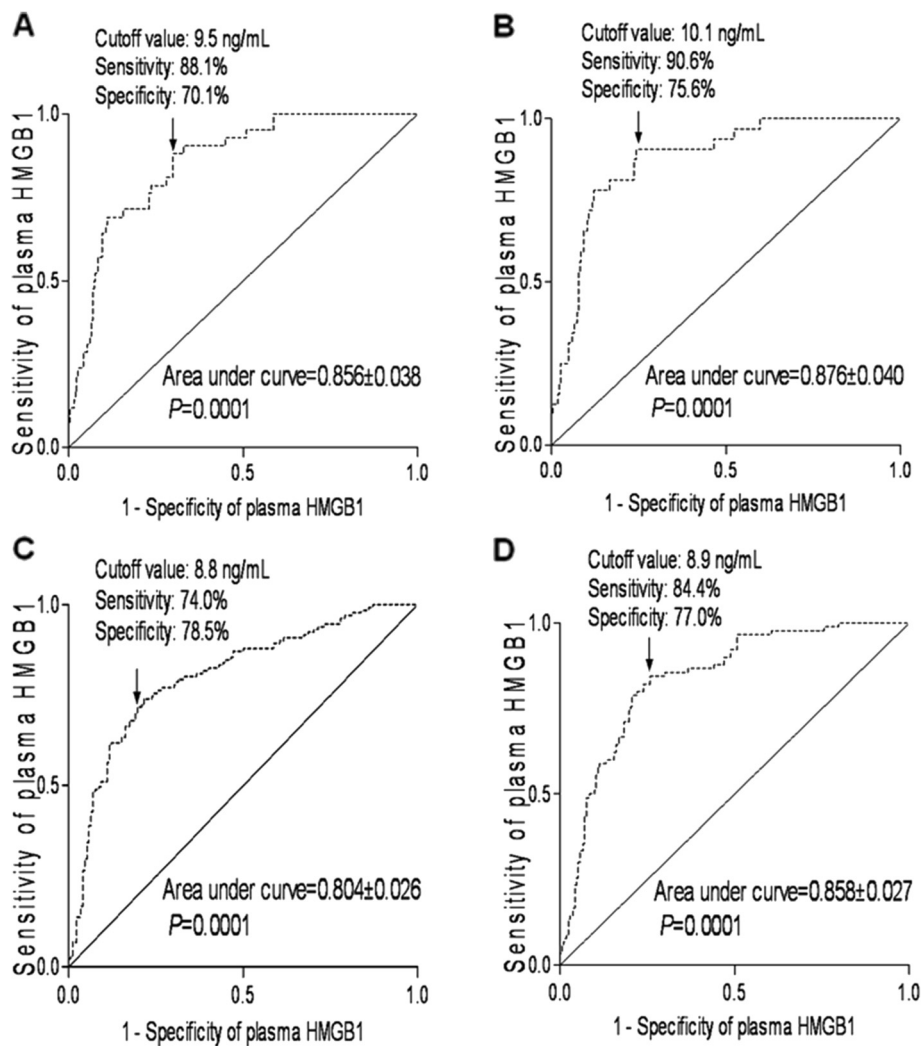 A
Cutoff value: 9.5 ng/mL
Sensitivity: 88.1%
Specificity: 70.1%
Sensitivity of plasma HMGB1
1.0
0.5
0.0
Area under curve=0.856±0.038
P=0.0001
0.0 0.5 1.0
1 - Specificity of plasma HMGB1
B
Cutoff value: 10.1 ng/mL
Sensitivity: 90.6%
Specificity: 75.6%
Sensitivity of plasma HMGB1
1.0
0.5
0.0
Area under curve=0.876±0.040
P=0.0001
0.0 0.5 1.0
1 - Specificity of plasma HMGB1
C
Cutoff value: 8.8 ng/mL
Sensitivity: 74.0%
Specificity: 78.5%
Sensitivity of plasma HMGB1
1.0
0.5
0.0
Area under curve=0.804±0.026
P=0.0001
0.0 0.5 1.0
1 - Specificity of plasma HMGB1
D
Cutoff value: 8.9 ng/mL
Sensitivity: 84.4%
Specificity: 77.0%
Sensitivity of plasma HMGB1
1.0
0.5
0.0
Area under curve=0.858±0.027
P=0.0001
0.0 0.5 1.0
1 - Specificity of plasma HMGB1